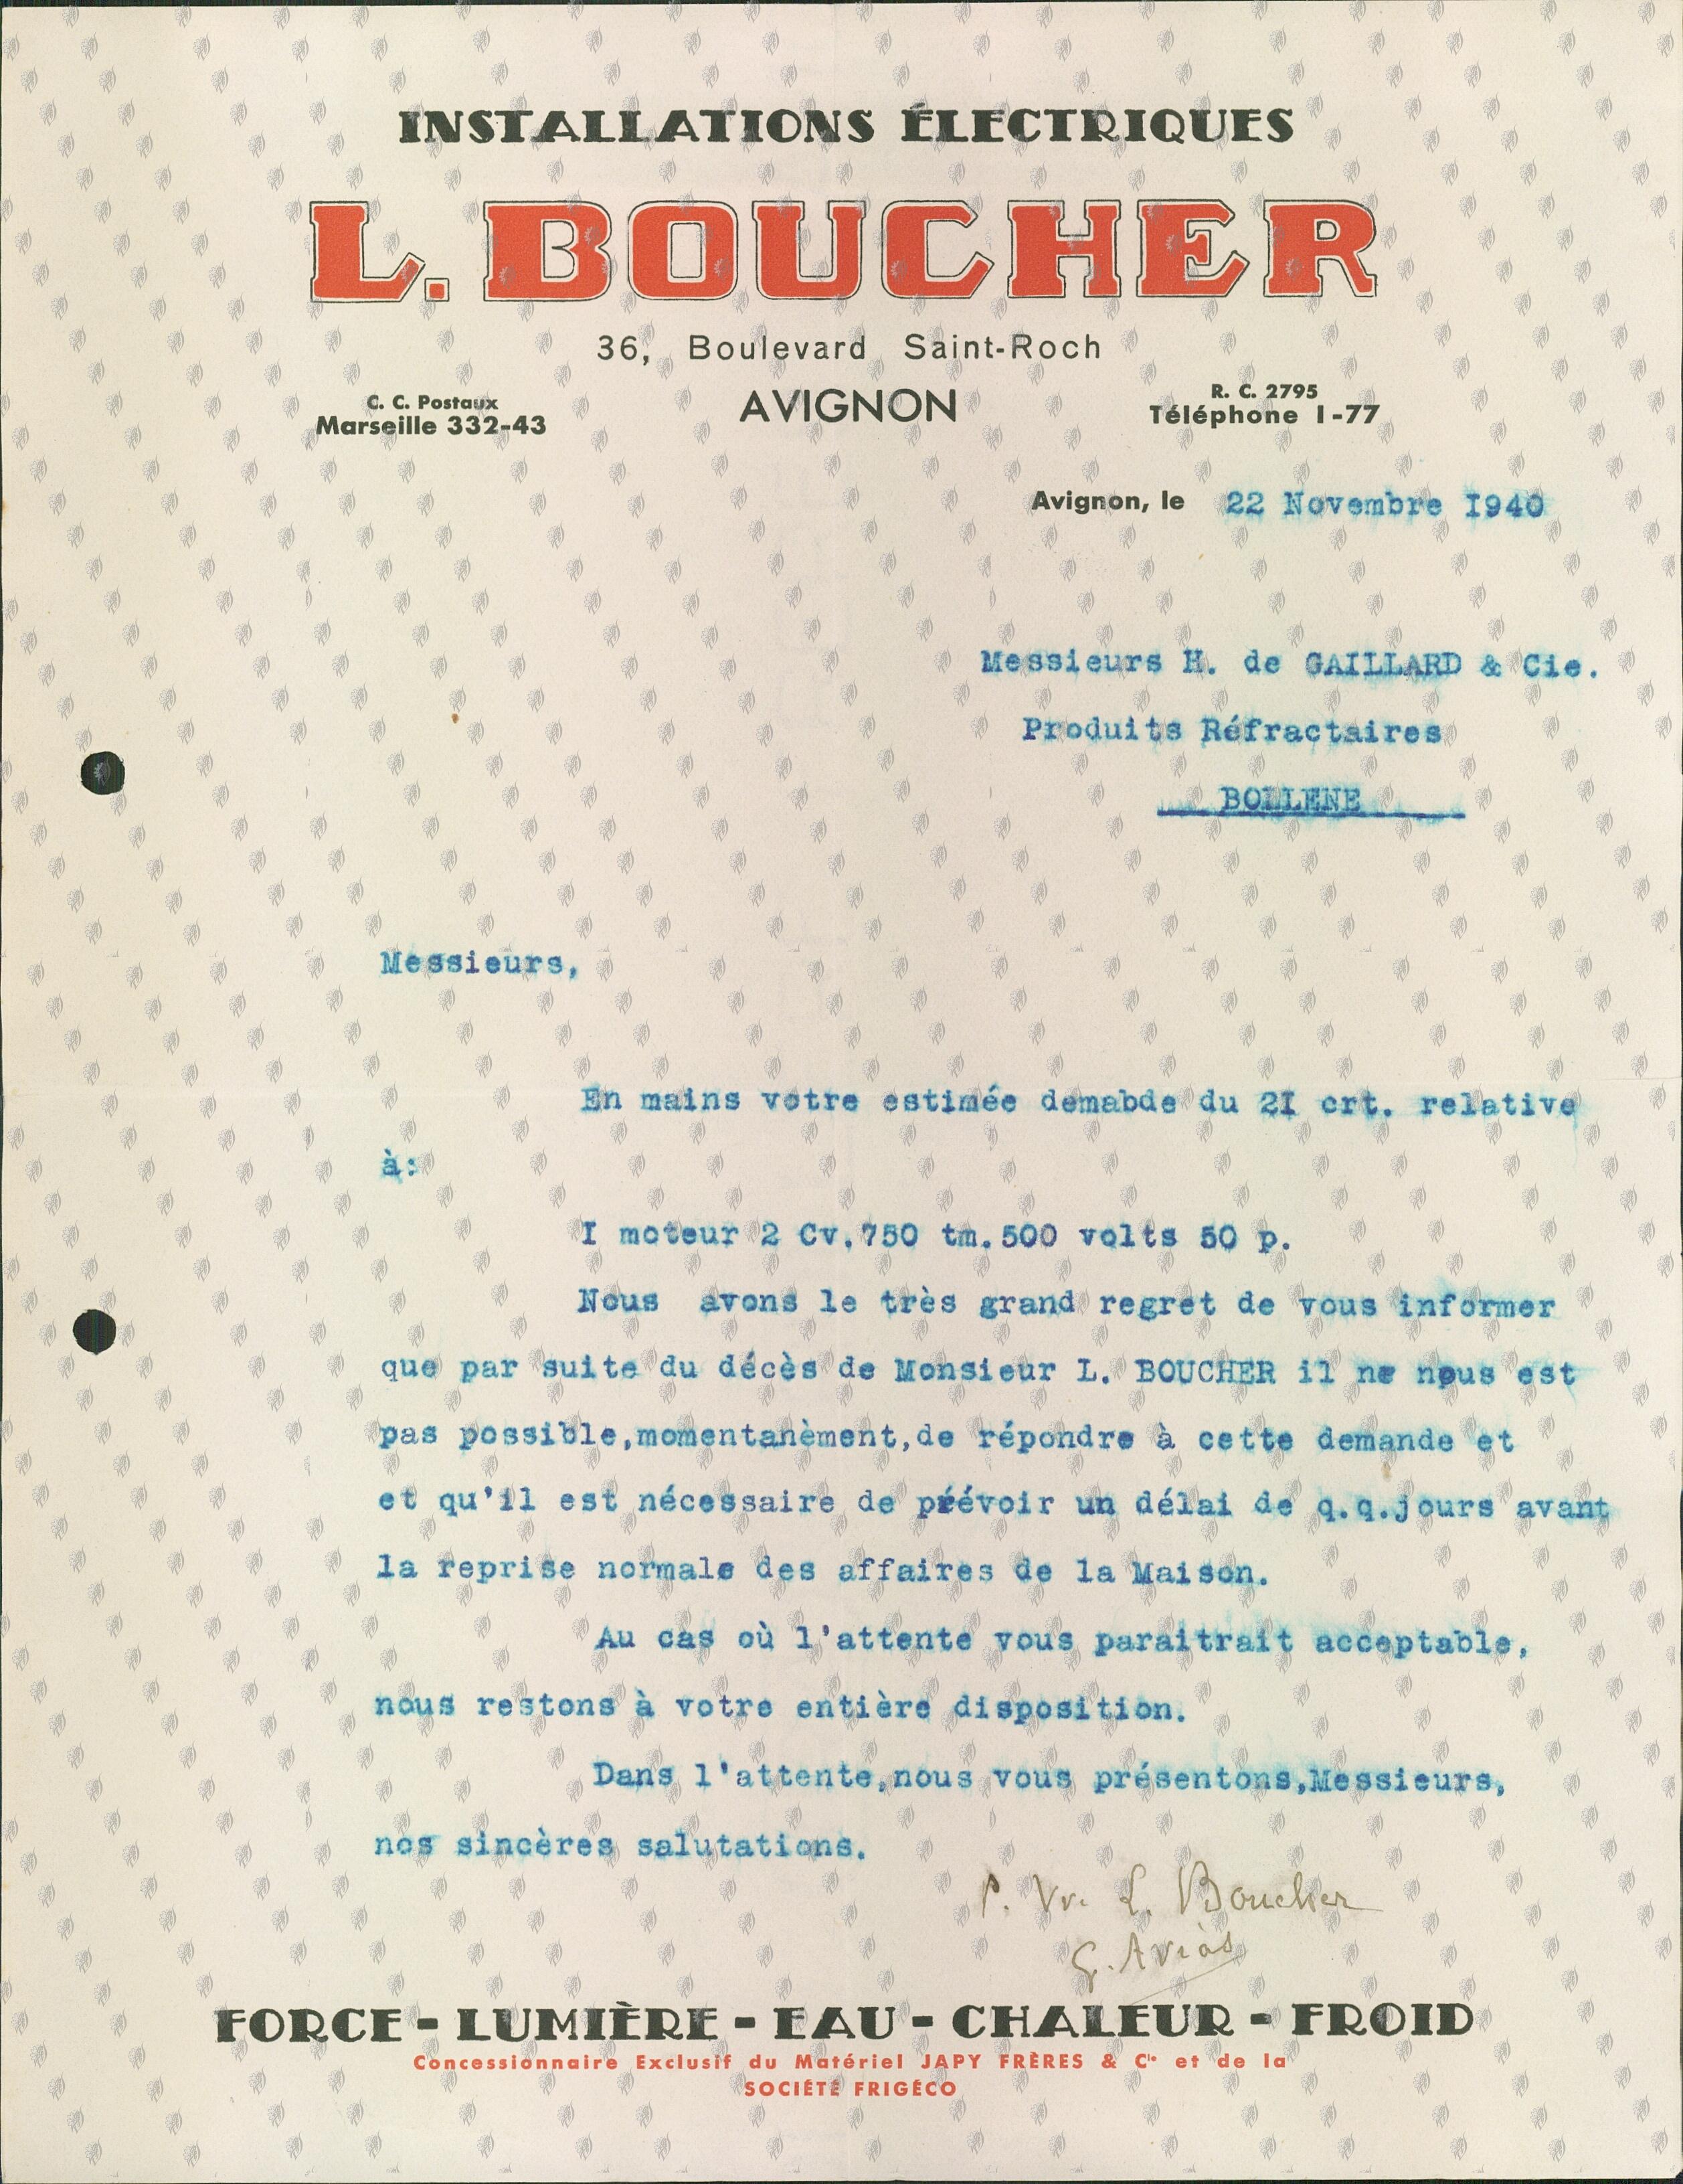 INSTALLATIONS ÉLECTRIQUES
L. BOUCHER
36, Boulevard Saint-Roch
C. C. Postaux
Marseille 332-43
AVIGNON
R. C. 2795
Téléphone 1-77
Avignon, le 22 Novembre I940
Messieurs H. de GAILLARD & Cie.
Produits Réfractaires
BOLLENE
Messieurs,
En mains votre estimée demabde du 2I crt. relative
à:
I moteur 2 Cv.750 tm.500 volts 50 p.
Nous avons le très grand regret de vous informer
que par suite du décès de Monsieur L. BOUCHER il ne nous est
pas possible,momentanèment,de répondre à cette demande et
et qu'il est nécessaire de prévoir un délai de q.q.jours avant
la reprise normale des affaires de la Maison.
Au cas où l'attente vous paraitrait acceptable,
nous restons à votre entière disposition.
Dans l'attente,nous vous présentons,Messieurs,
nos sincères salutations.
P. Vve L. Boucher
G. Avias
FORCE - LUMIÈRE - EAU - CHALEUR - FROID
Concessionnaire Exclusif du Matériel JAPY FRÈRES & Cie et de la
SOCIÉTÉ FRIGÉCO